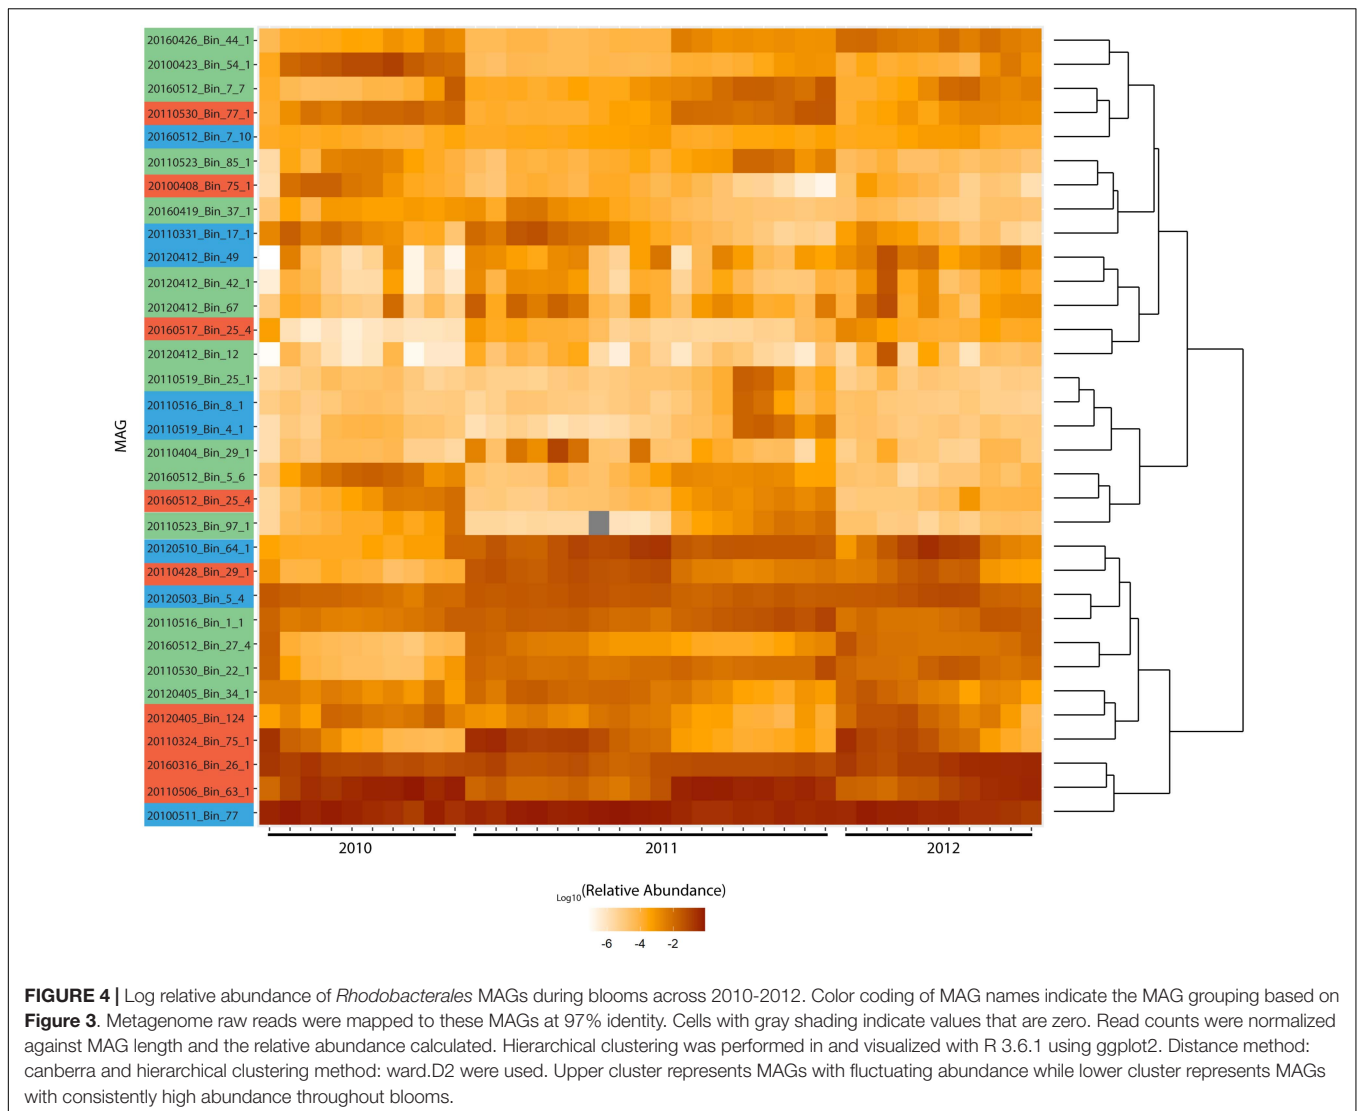 20160426_Bin_44_1
20100423_Bin_54_1
20160512_Bin_7_7
20110530_Bin_77_1
20160512_Bin_7_10
20110523_Bin_85_1
20100408_Bin_75_1
20160419_Bin_37_1
20110331_Bin_17_1
20120412_Bin_49
20120412_Bin_42_1
20120412_Bin_67
20160517_Bin_25_4
20120412_Bin_12
20110519_Bin_25_1
20110516_Bin_8_1
20110519_Bin_4_1
20110404_Bin_29_1
20160512_Bin_5_6
20160512_Bin_25_4
20110523_Bin_97_1
20120510_Bin_64_1
20110428_Bin_29_1
20120503_Bin_5_4
20110516_Bin_1_1
20160512_Bin_27_4
20110530_Bin_22_1
20120405_Bin_34_1
20120405_Bin_124
20110324_Bin_75_1
20160316_Bin_26_1
20110506_Bin_63_1
20100511_Bin_77
MAG
2010 2011 2012
Log10(Relative Abundance)
-6 -4 -2
FIGURE 4 | Log relative abundance of Rhodobacterales MAGs during blooms across 2010-2012. Color coding of MAG names indicate the MAG grouping based on
Figure 3. Metagenome raw reads were mapped to these MAGs at 97% identity. Cells with gray shading indicate values that are zero. Read counts were normalized
against MAG length and the relative abundance calculated. Hierarchical clustering was performed in and visualized with R 3.6.1 using ggplot2. Distance method:
canberra and hierarchical clustering method: ward.D2 were used. Upper cluster represents MAGs with fluctuating abundance while lower cluster represents MAGs
with consistently high abundance throughout blooms.